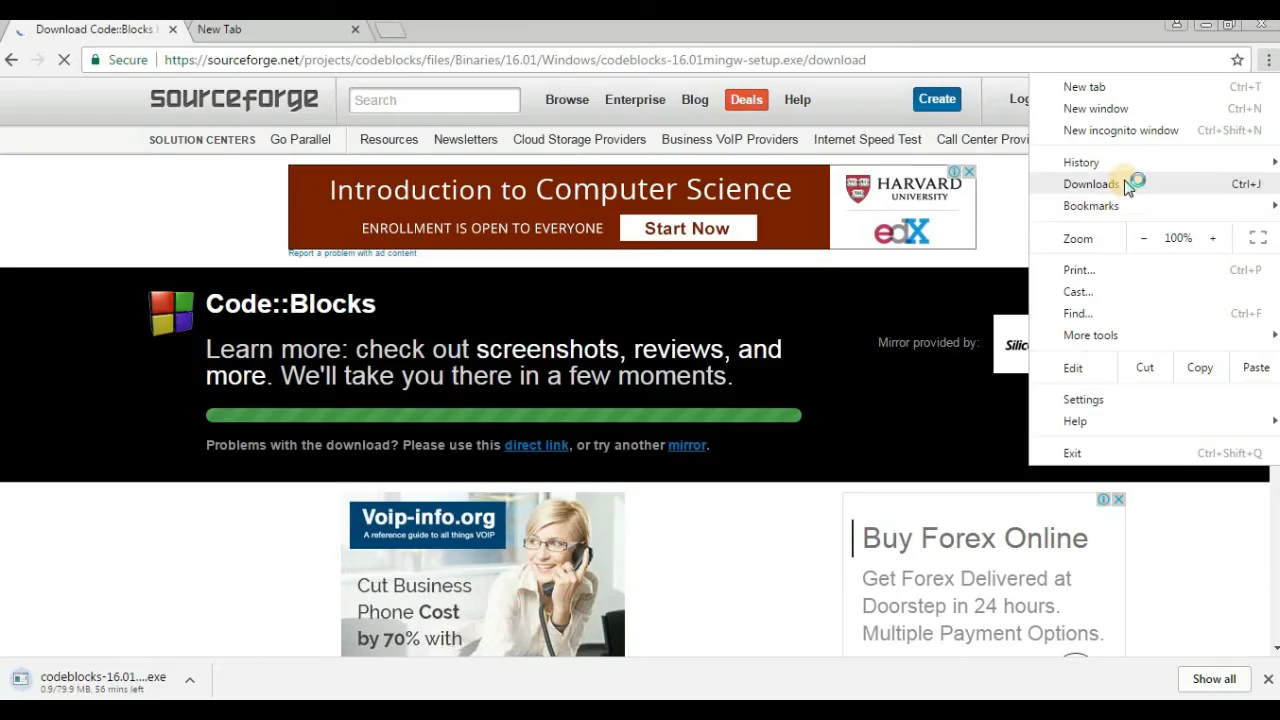 Download Code::Blocks
New Tab
Secure https://sourceforge.net/projects/codeblocks/files/Binaries/16.01/Windows/codeblocks-16.01mingw-setup.exe/download
sourceforge
Search
Browse Enterprise Blog Deals Help
Create
Log
SOLUTION CENTERS Go Parallel Resources Newsletters Cloud Storage Providers Business VoIP Providers Internet Speed Test Call Center Provi
Introduction to Computer Science
ENROLLMENT IS OPEN TO EVERYONE
Start Now
HARVARD
UNIVERSITY
edX
Report a problem with ad content
Code::Blocks
Learn more: check out screenshots, reviews, and
more. We'll take you there in a few moments.
Problems with the download? Please use this direct link, or try another mirror.
Mirror provided by:
Silic
New tab Ctrl+T
New window Ctrl+N
New incognito window Ctrl+Shift+N
History
Downloads Ctrl+J
Bookmarks
Zoom − 100% +
Print... Ctrl+P
Cast...
Find... Ctrl+F
More tools
Edit Cut Copy Paste
Settings
Help
Exit Ctrl+Shift+Q
Voip-info.org
A reference guide to all things VOIP
Cut Business
Phone Cost
by 70% with
Buy Forex Online
Get Forex Delivered at
Doorstep in 24 hours.
Multiple Payment Options.
codeblocks-16.01....exe
0.9/79.9 MB, 56 mins left
Show all